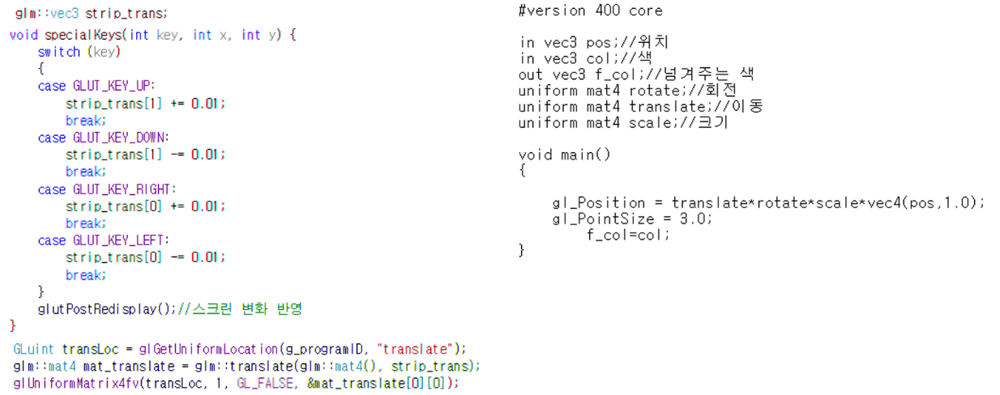 glm::vec3 strip_trans;
void specialKeys(int key, int x, int y) {
    switch (key)
    {
    case GLUT_KEY_UP:
        strip_trans[1] += 0.01;
        break;
    case GLUT_KEY_DOWN:
        strip_trans[1] -= 0.01;
        break;
    case GLUT_KEY_RIGHT:
        strip_trans[0] += 0.01;
        break;
    case GLUT_KEY_LEFT:
        strip_trans[0] -= 0.01;
        break;
    }
    glutPostRedisplay();//스크린 변화 반영
}
GLuint transLoc = glGetUniformLocation(g_programID, "translate");
glm::mat4 mat_translate = glm::translate(glm::mat4(), strip_trans);
glUniformMatrix4fv(transLoc, 1, GL_FALSE, &mat_translate[0][0]);
#version 400 core
in vec3 pos;//위치
in vec3 col;//색
out vec3 f_col;//넘겨주는 색
uniform mat4 rotate;//회전
uniform mat4 translate;//이동
uniform mat4 scale;//크기
void main()
{
    gl_Position = translate*rotate*scale*vec4(pos,1.0);
    gl_PointSize = 3.0;
        f_col=col;
}